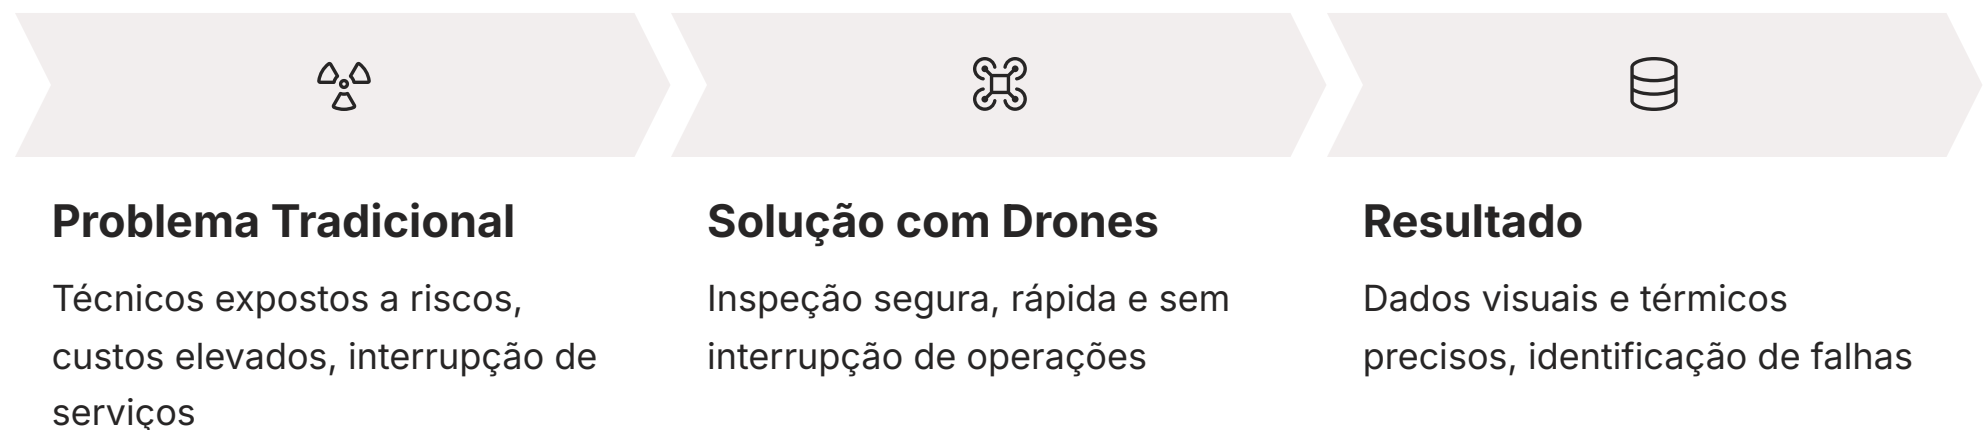 Problema Tradicional
Técnicos expostos a riscos,
custos elevados, interrupção de
serviços
Solução com Drones
Inspeção segura, rápida e sem
interrupção de operações
Resultado
Dados visuais e térmicos
precisos, identificação de falhas